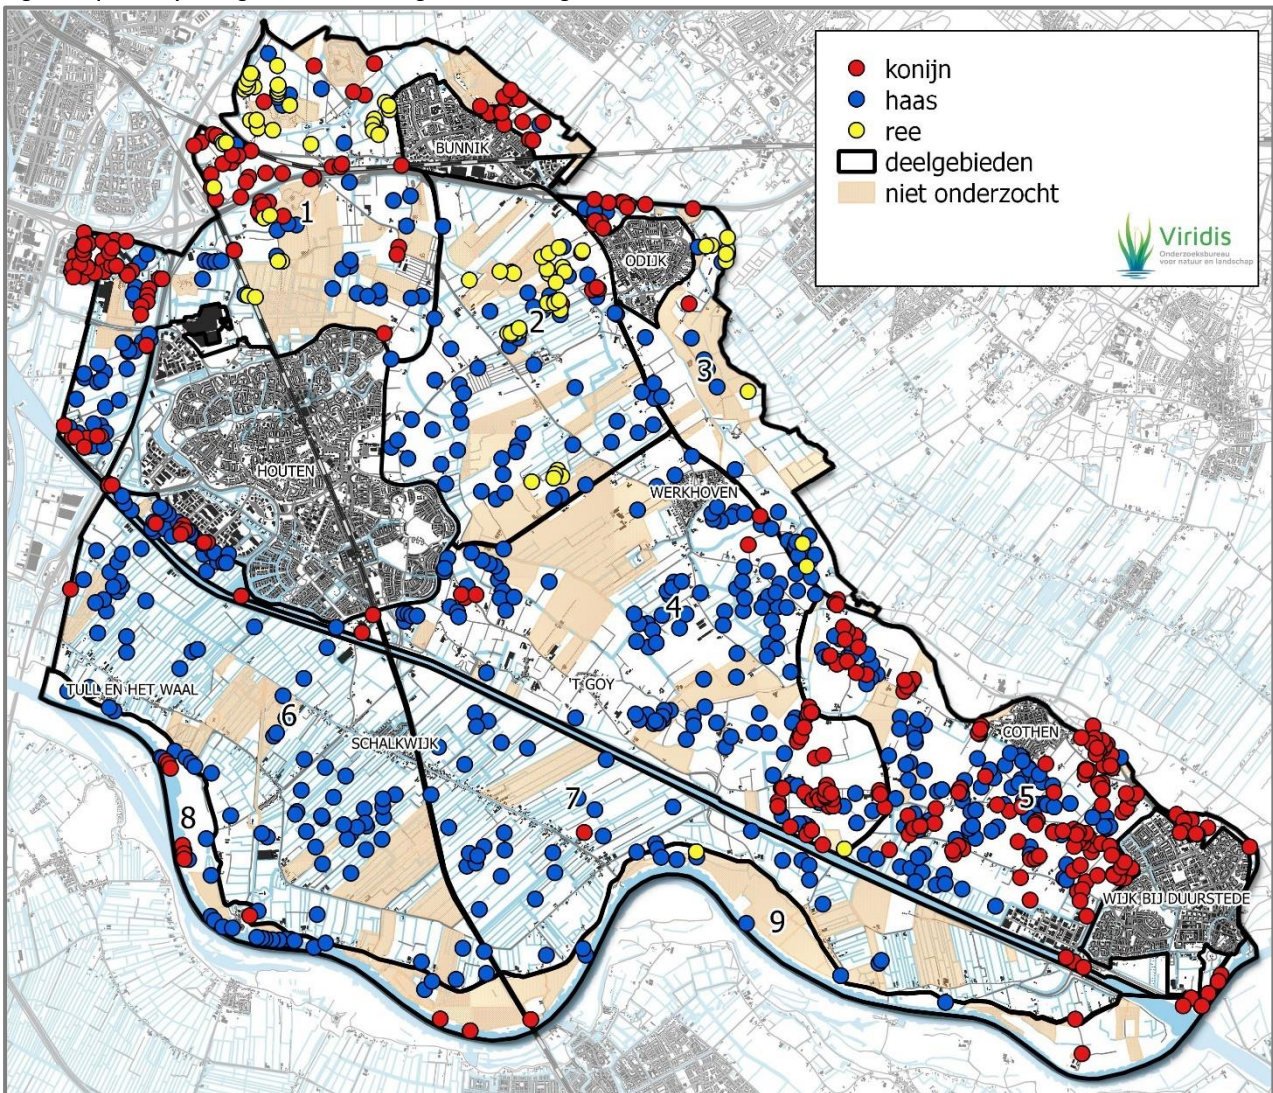 konijn
haas
ree
deelgebieden
niet onderzocht
Viridis
Onderzoeksbureau
voor natuur en landschap
BUNNIK
1
ODIJK
2
3
HOUTEN
WERKHOVEN
4
TULL EN HET WAAL
'T GOY
6
SCHALKWIJK
COTHEN
7
5
8
WIJK BIJ DUURSTEDE
9